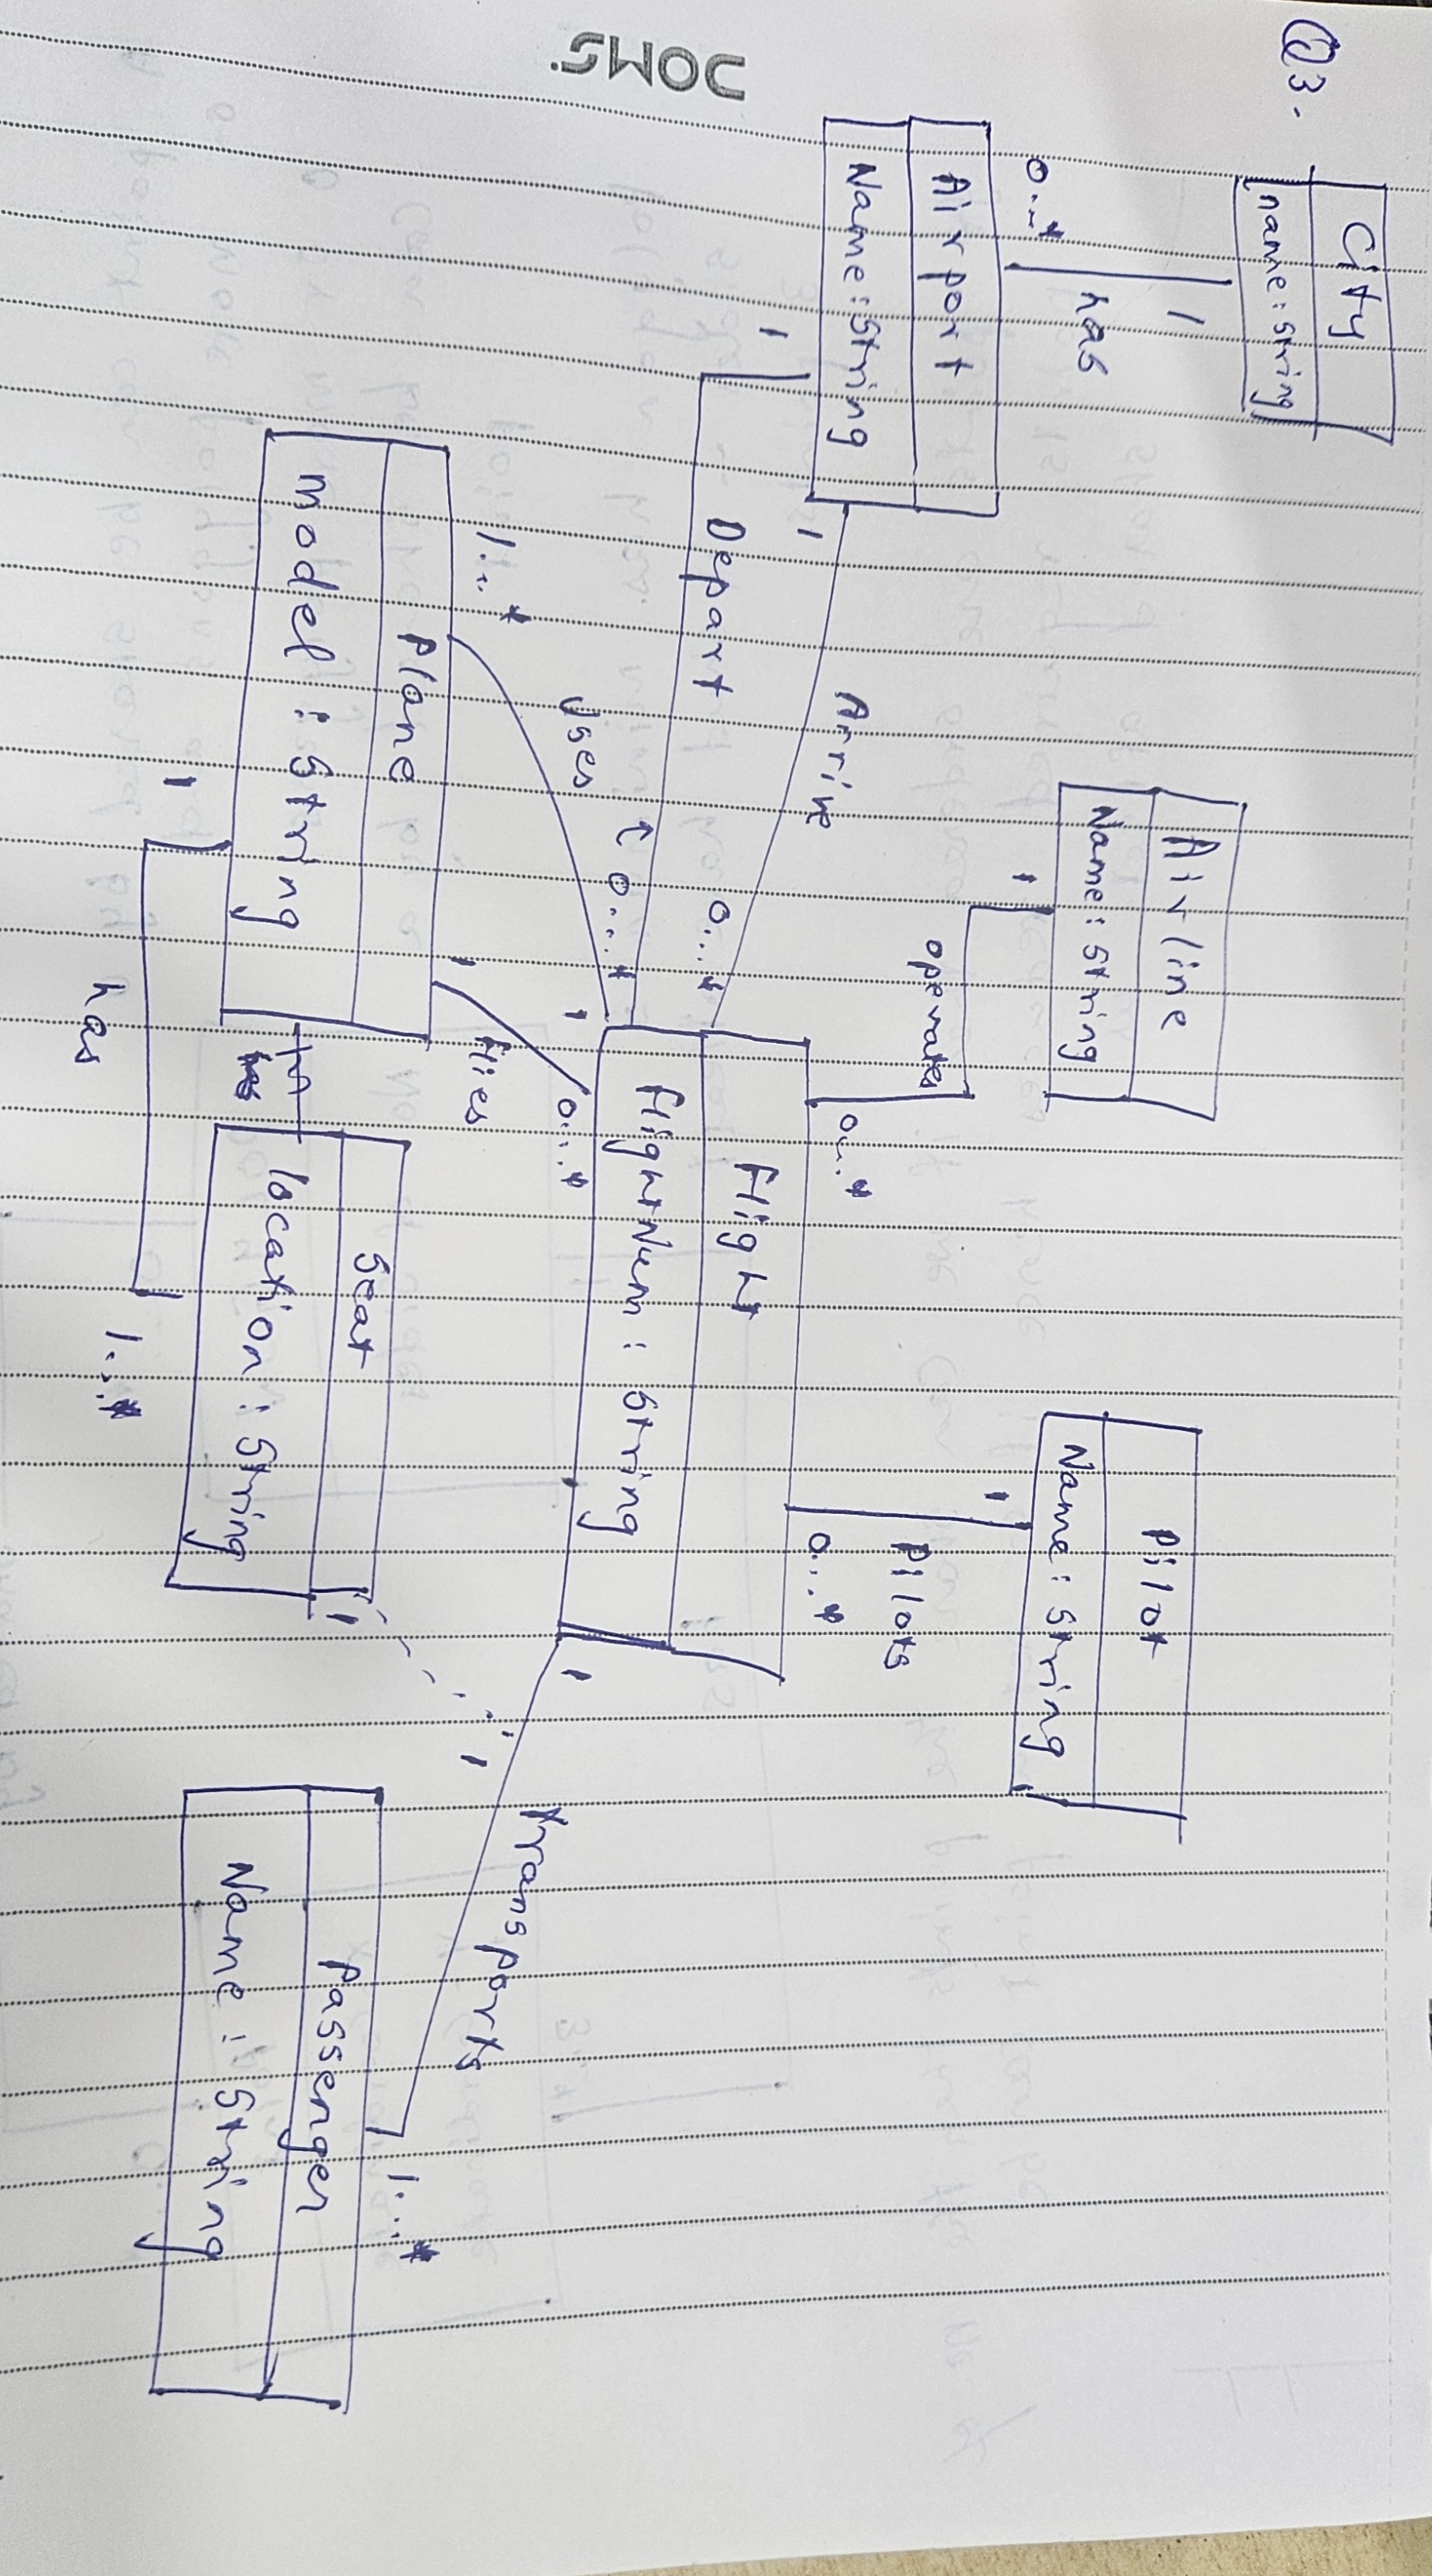 Q3.
City
name: String
1
has
0...*
Airport
Name: String
1
Depart
0...*
1
Arrive
0...*
Airline
Name: String
1
operates
0...*
Pilot
Name: String
1
Pilots
0...*
Flight
FlightNum: String
Plane
model: String
1...*
Uses
1
1
Flies
0...*
1
has
1...*
Seat
location: String
1
1
1
transports
1...*
Passenger
Name: String
DOMS.